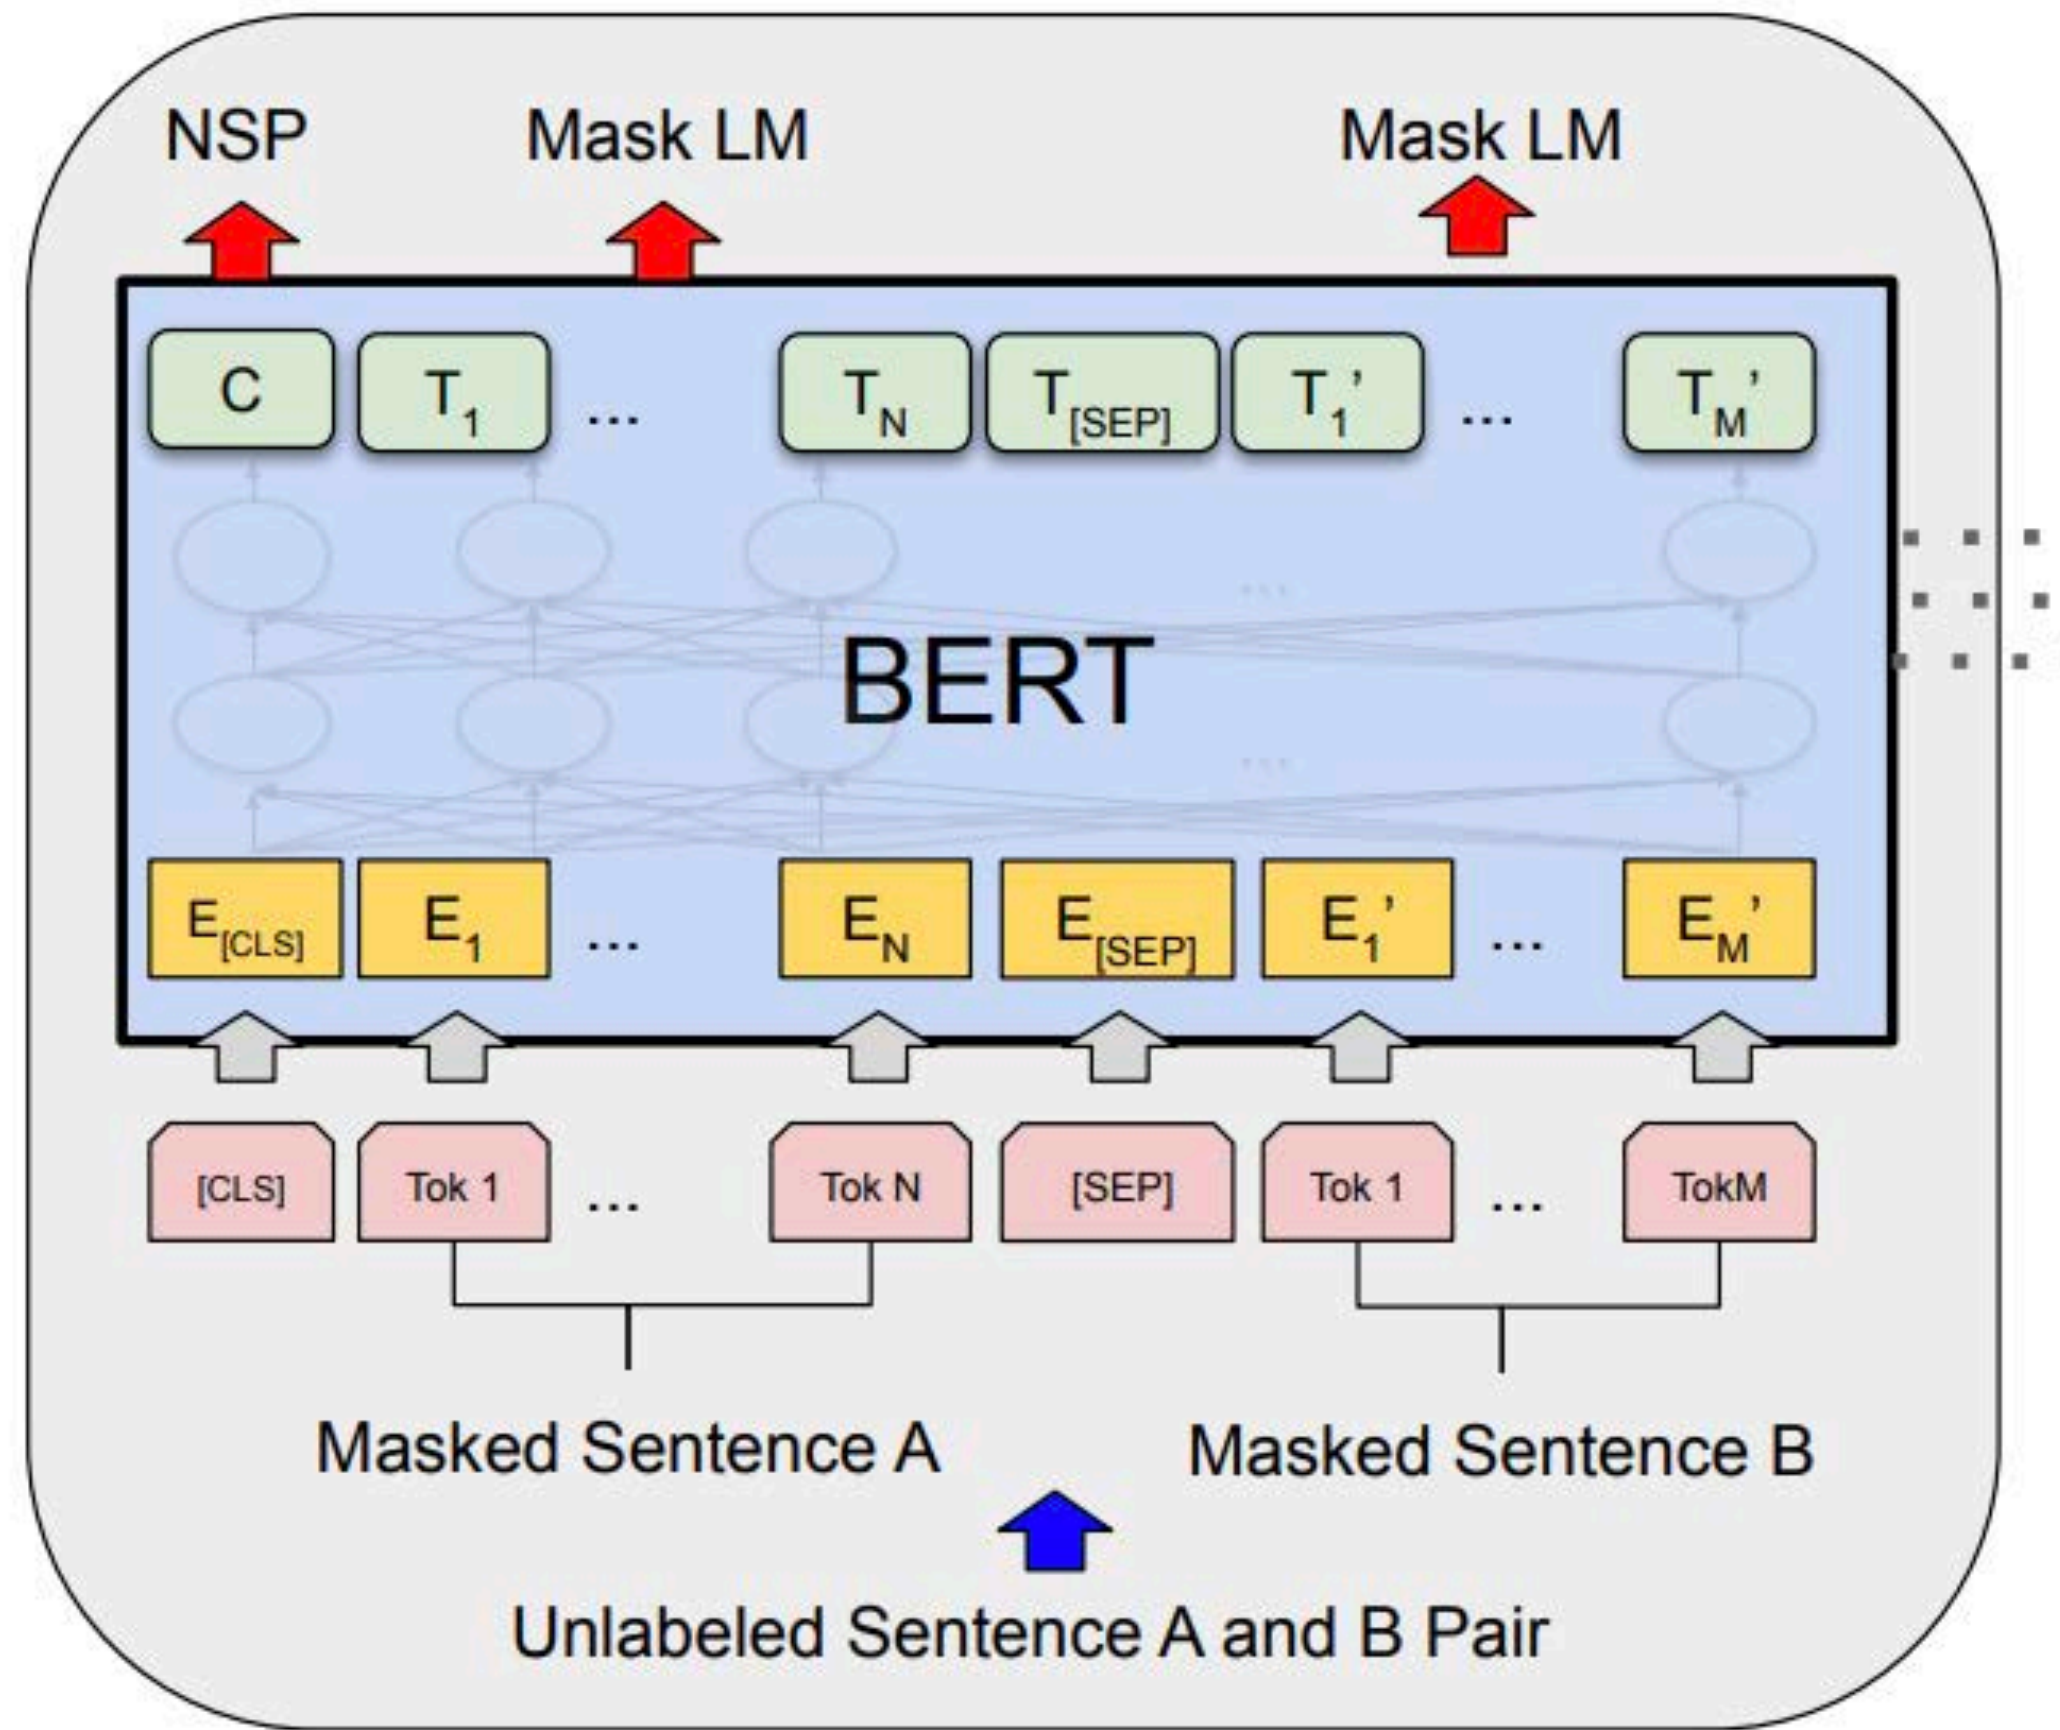 NSP Mask LM Mask LM
C T1 ... TN T[SEP] T1’ ... TM’
...
BERT
...
E[CLS] E1 ... EN E[SEP] E1’ ... EM’
[CLS] Tok 1 ... Tok N [SEP] Tok 1 ... TokM
Masked Sentence A Masked Sentence B
Unlabeled Sentence A and B Pair